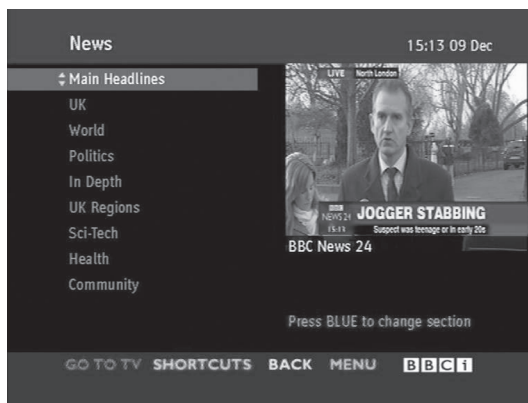 News
15:13 09 Dec
Main Headlines
UK
World
Politics
In Depth
UK Regions
Sci-Tech
Health
Community
LIVE North London
BBC
NEWS 24 JOGGER STABBING
15:13 Suspect was teenage or in early 20s
BBC News 24
Press BLUE to change section
GO TO TV SHORTCUTS BACK MENU BBCi